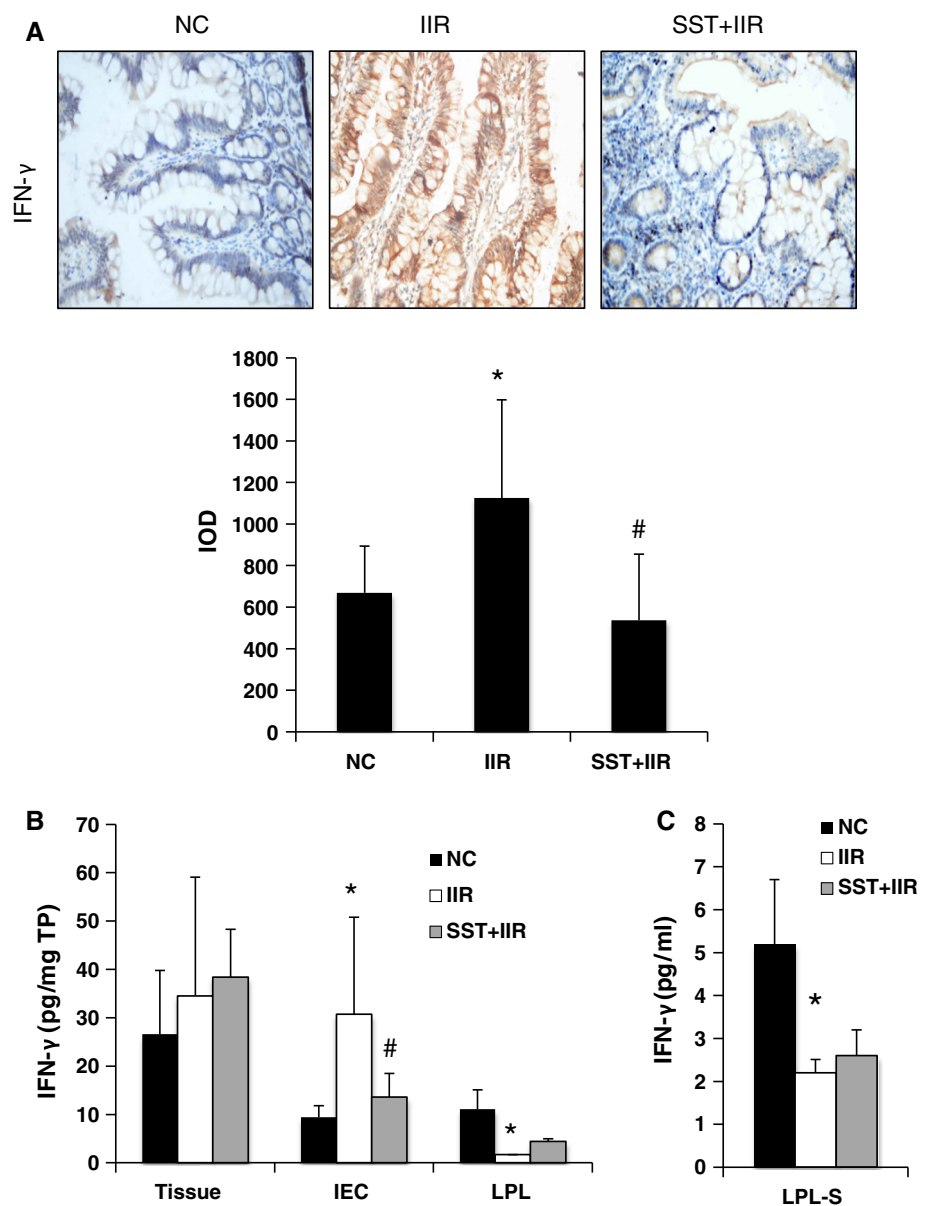 A
NC IIR SST+IIR
IFN-γ
1800
1600
1400
1200
1000
800
600
400
200
0
IOD
*
#
NC IIR SST+IIR
B
70
60
50
40
30
20
10
0
IFN-γ (pg/mg TP)
NC
IIR
SST+IIR
*
#
*
Tissue IEC LPL
C
8
7
6
5
4
3
2
1
0
IFN-γ (pg/ml)
NC
IIR
SST+IIR
*
LPL-S